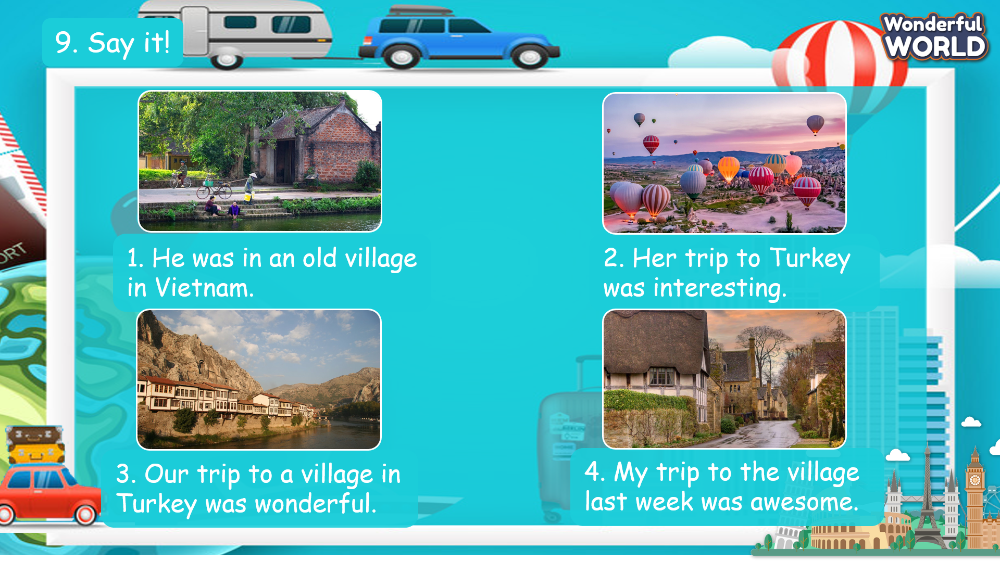 9. Say it!
Wonderful
WORLD
1. He was in an old village
in Vietnam.
2. Her trip to Turkey
was interesting.
ORT
3. Our trip to a village in
Turkey was wonderful.
HOME
4. My trip to the village
last week was awesome.